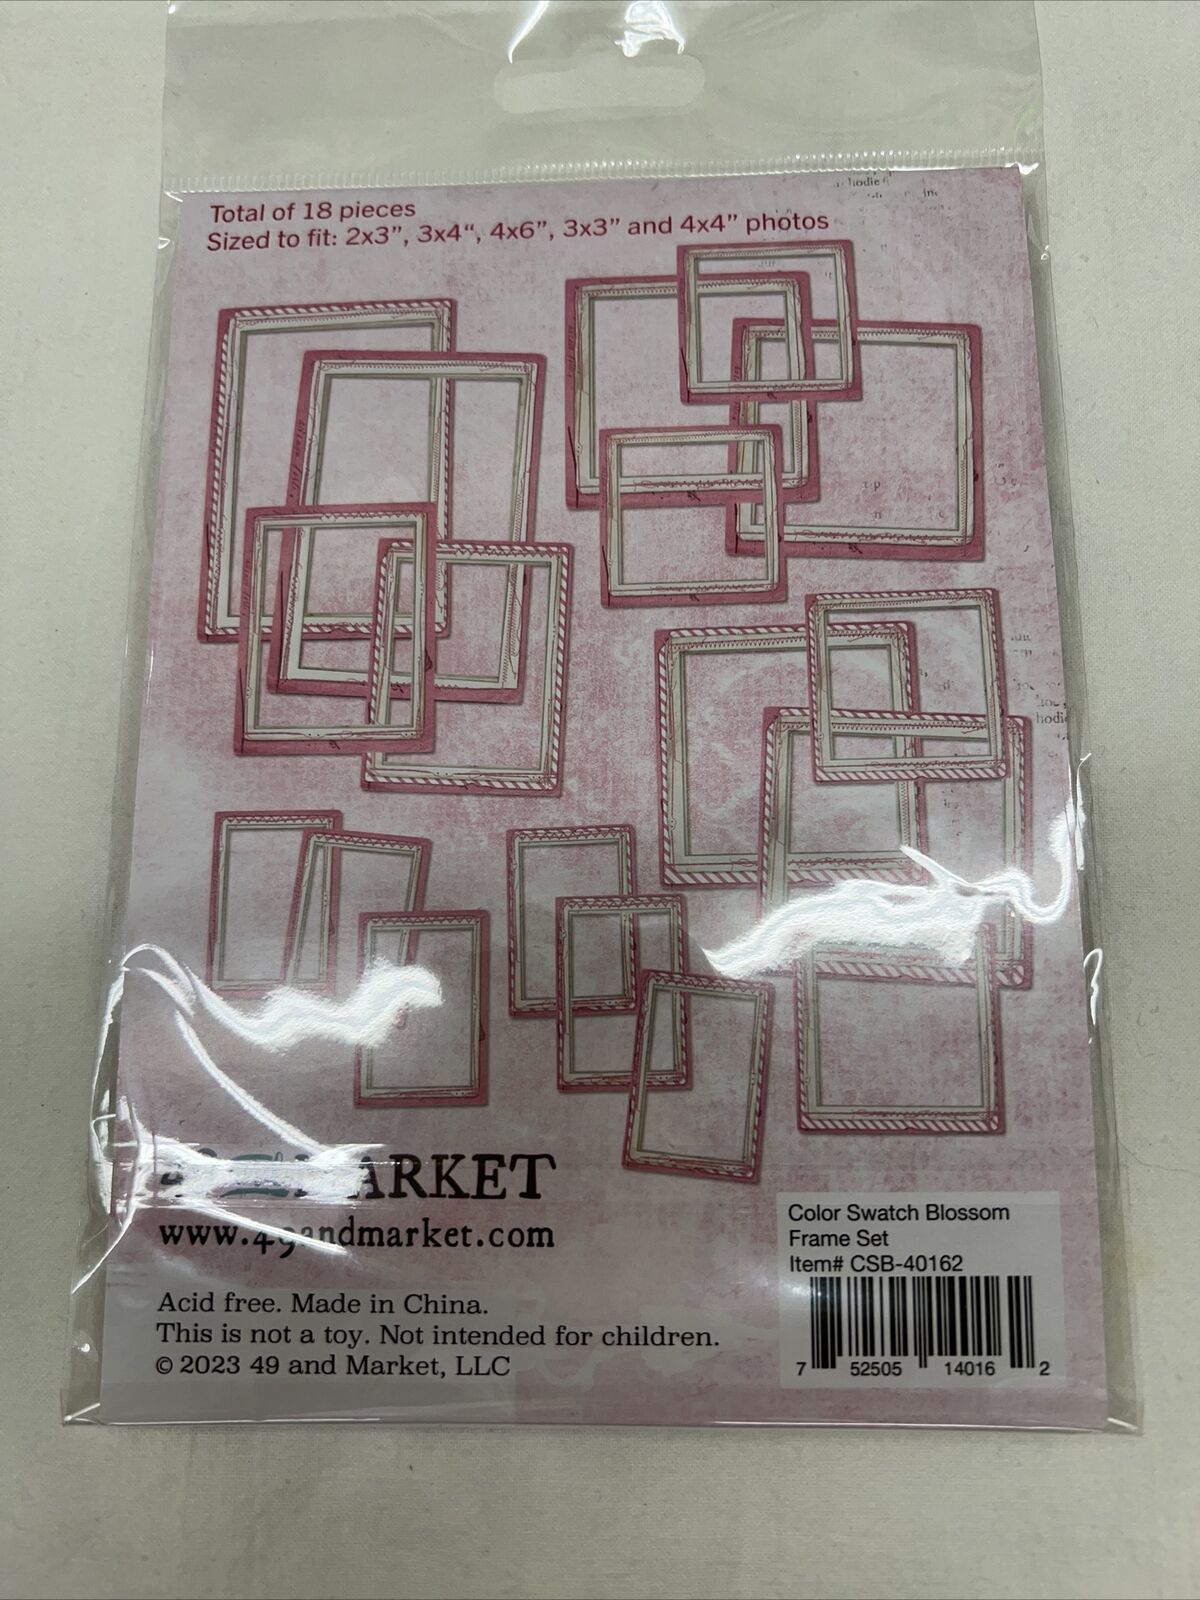 hodie
Total of 18 pieces
Sized to fit: 2x3”, 3x4“, 4x6”, 3x3” and 4x4” photos
hodie
MARKET
www.49andmarket.com
Color Swatch Blossom
Frame Set
Item# CSB-40162
Acid free. Made in China.
This is not a toy. Not intended for children.
© 2023 49 and Market, LLC
7 52505 14016 2